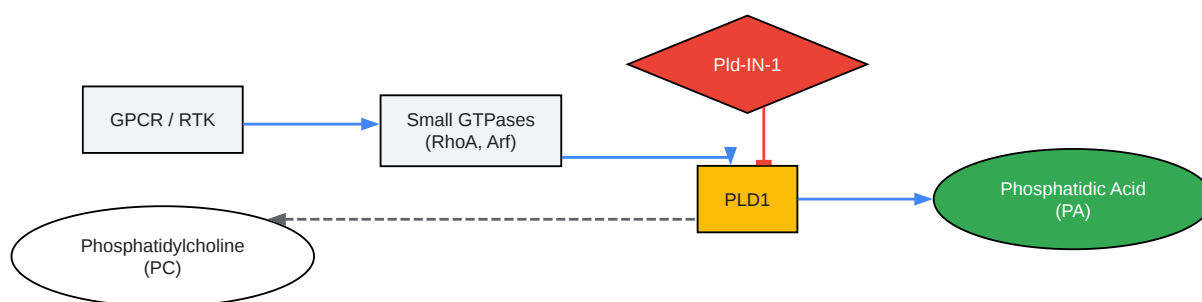 Pld-IN-1
GPCR / RTK
Small GTPases
(RhoA, Arf)
PLD1
Phosphatidic Acid
(PA)
Phosphatidylcholine
(PC)